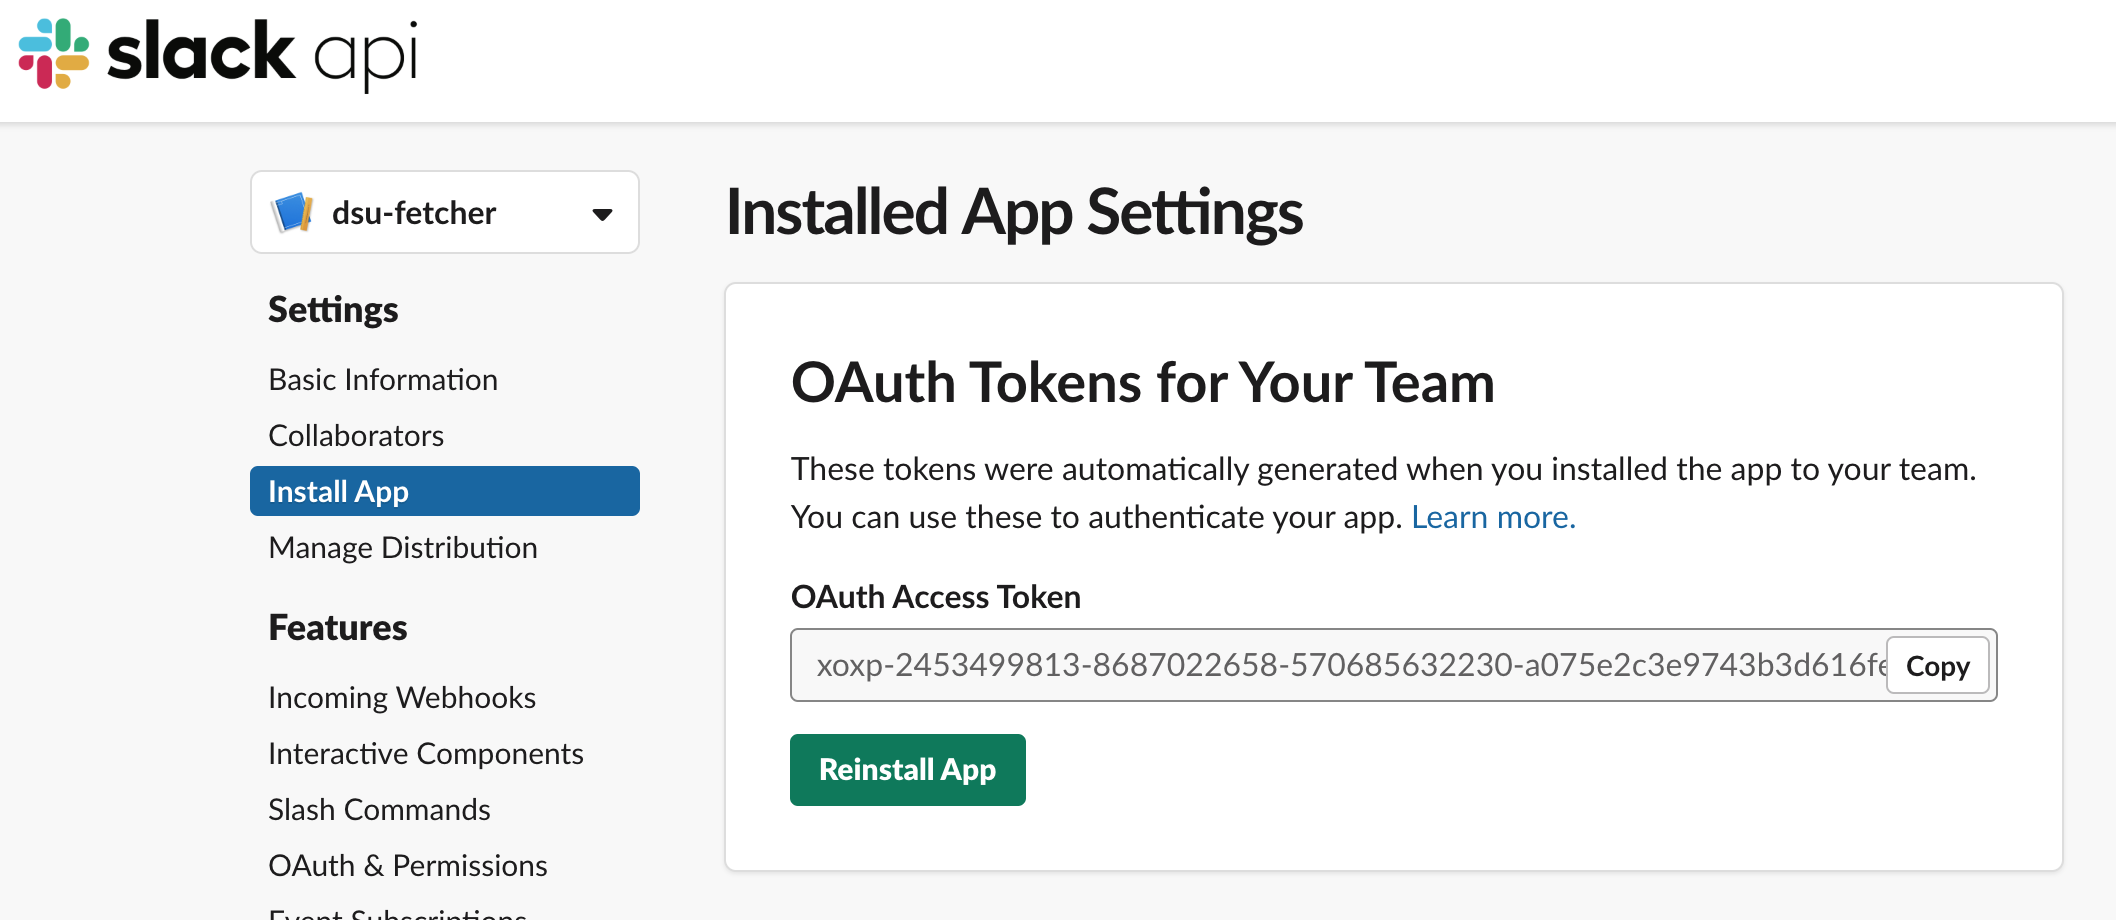 slack api
dsu-fetcher
Settings
Basic Information
Collaborators
Install App
Manage Distribution
Features
Incoming Webhooks
Interactive Components
Slash Commands
OAuth & Permissions
Event Subscriptions
Installed App Settings
OAuth Tokens for Your Team
These tokens were automatically generated when you installed the app to your team.
You can use these to authenticate your app. Learn more.
OAuth Access Token
xoxp-2453499813-8687022658-570685632230-a075e2c3e9743b3d616fe
Copy
Reinstall App